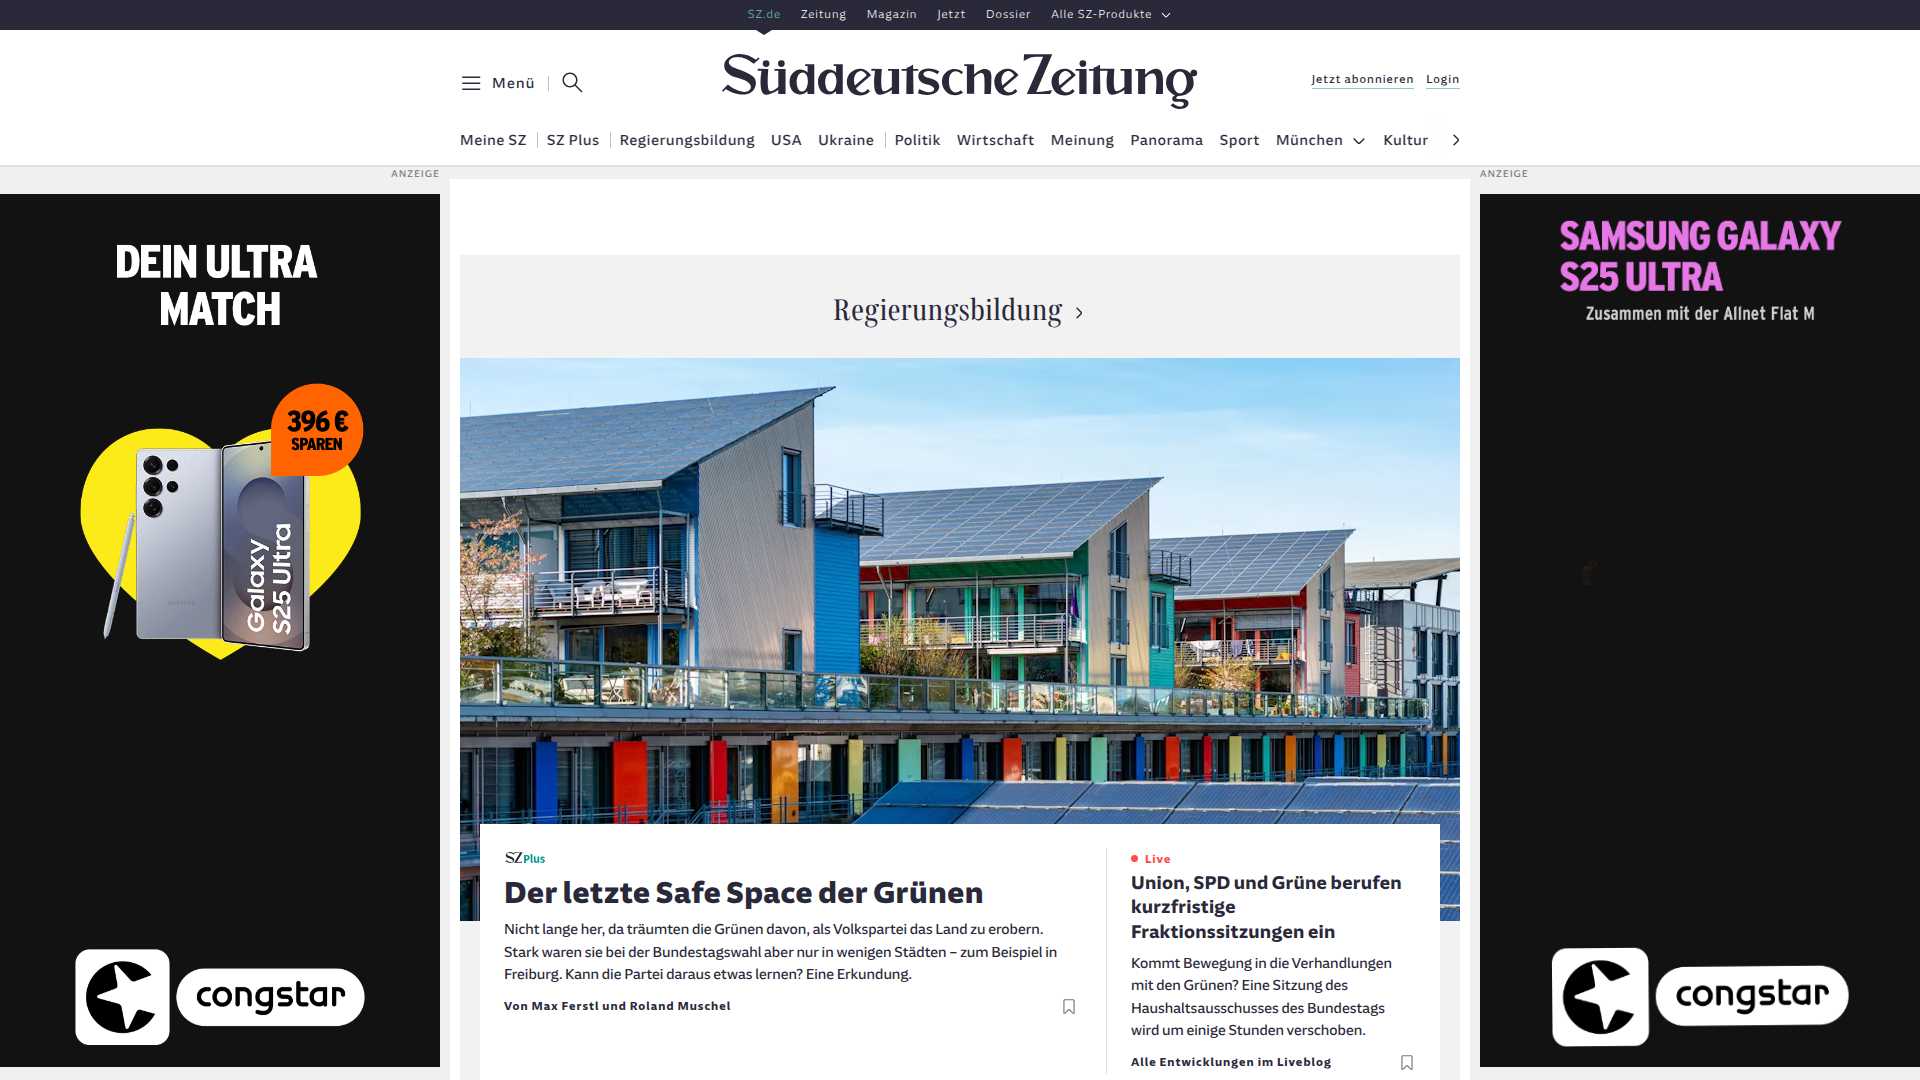 SZ.de Zeitung Magazin Jetzt Dossier Alle SZ-Produkte
Menü
Süddeutsche Zeitung
Jetzt abonnieren Login
Meine SZ SZ Plus Regierungsbildung USA Ukraine Politik Wirtschaft Meinung Panorama Sport München Kultur
ANZEIGE
DEIN ULTRA
MATCH
396 €
SPAREN
Galaxy
S25 Ultra
SAMSUNG
congstar
Regierungsbildung
SZ Plus
Der letzte Safe Space der Grünen
Nicht lange her, da träumten die Grünen davon, als Volkspartei das Land zu erobern.
Stark waren sie bei der Bundestagswahl aber nur in wenigen Städten – zum Beispiel in
Freiburg. Kann die Partei daraus etwas lernen? Eine Erkundung.
Von Max Ferstl und Roland Muschel
Live
Union, SPD und Grüne berufen
kurzfristige
Fraktionssitzungen ein
Kommt Bewegung in die Verhandlungen
mit den Grünen? Eine Sitzung des
Haushaltsausschusses des Bundestags
wird um einige Stunden verschoben.
Alle Entwicklungen im Liveblog
ANZEIGE
SAMSUNG GALAXY
S25 ULTRA
Zusammen mit der Allnet Flat M
congstar